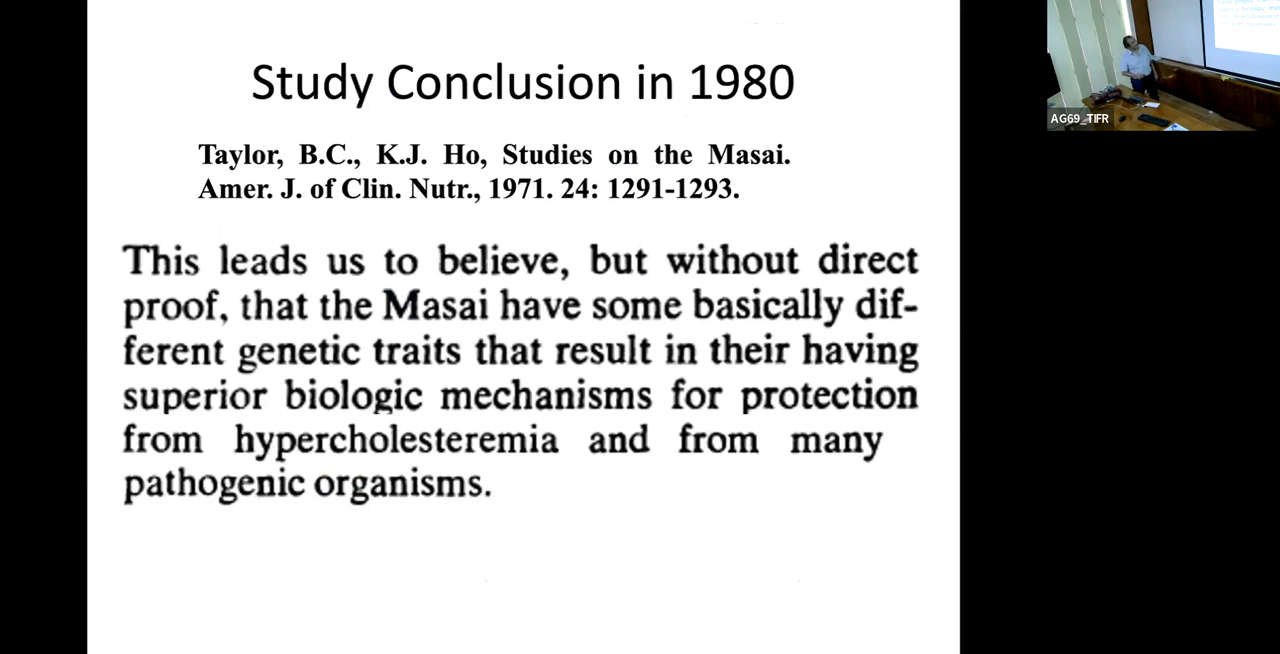 Study Conclusion in 1980
Taylor, B.C., K.J. Ho, Studies on the Masai.
Amer. J. of Clin. Nutr., 1971. 24: 1291-1293.
This leads us to believe, but without direct
proof, that the Masai have some basically dif-
ferent genetic traits that result in their having
superior biologic mechanisms for protection
from hypercholesteremia and from many
pathogenic organisms.
AG69_TIFR